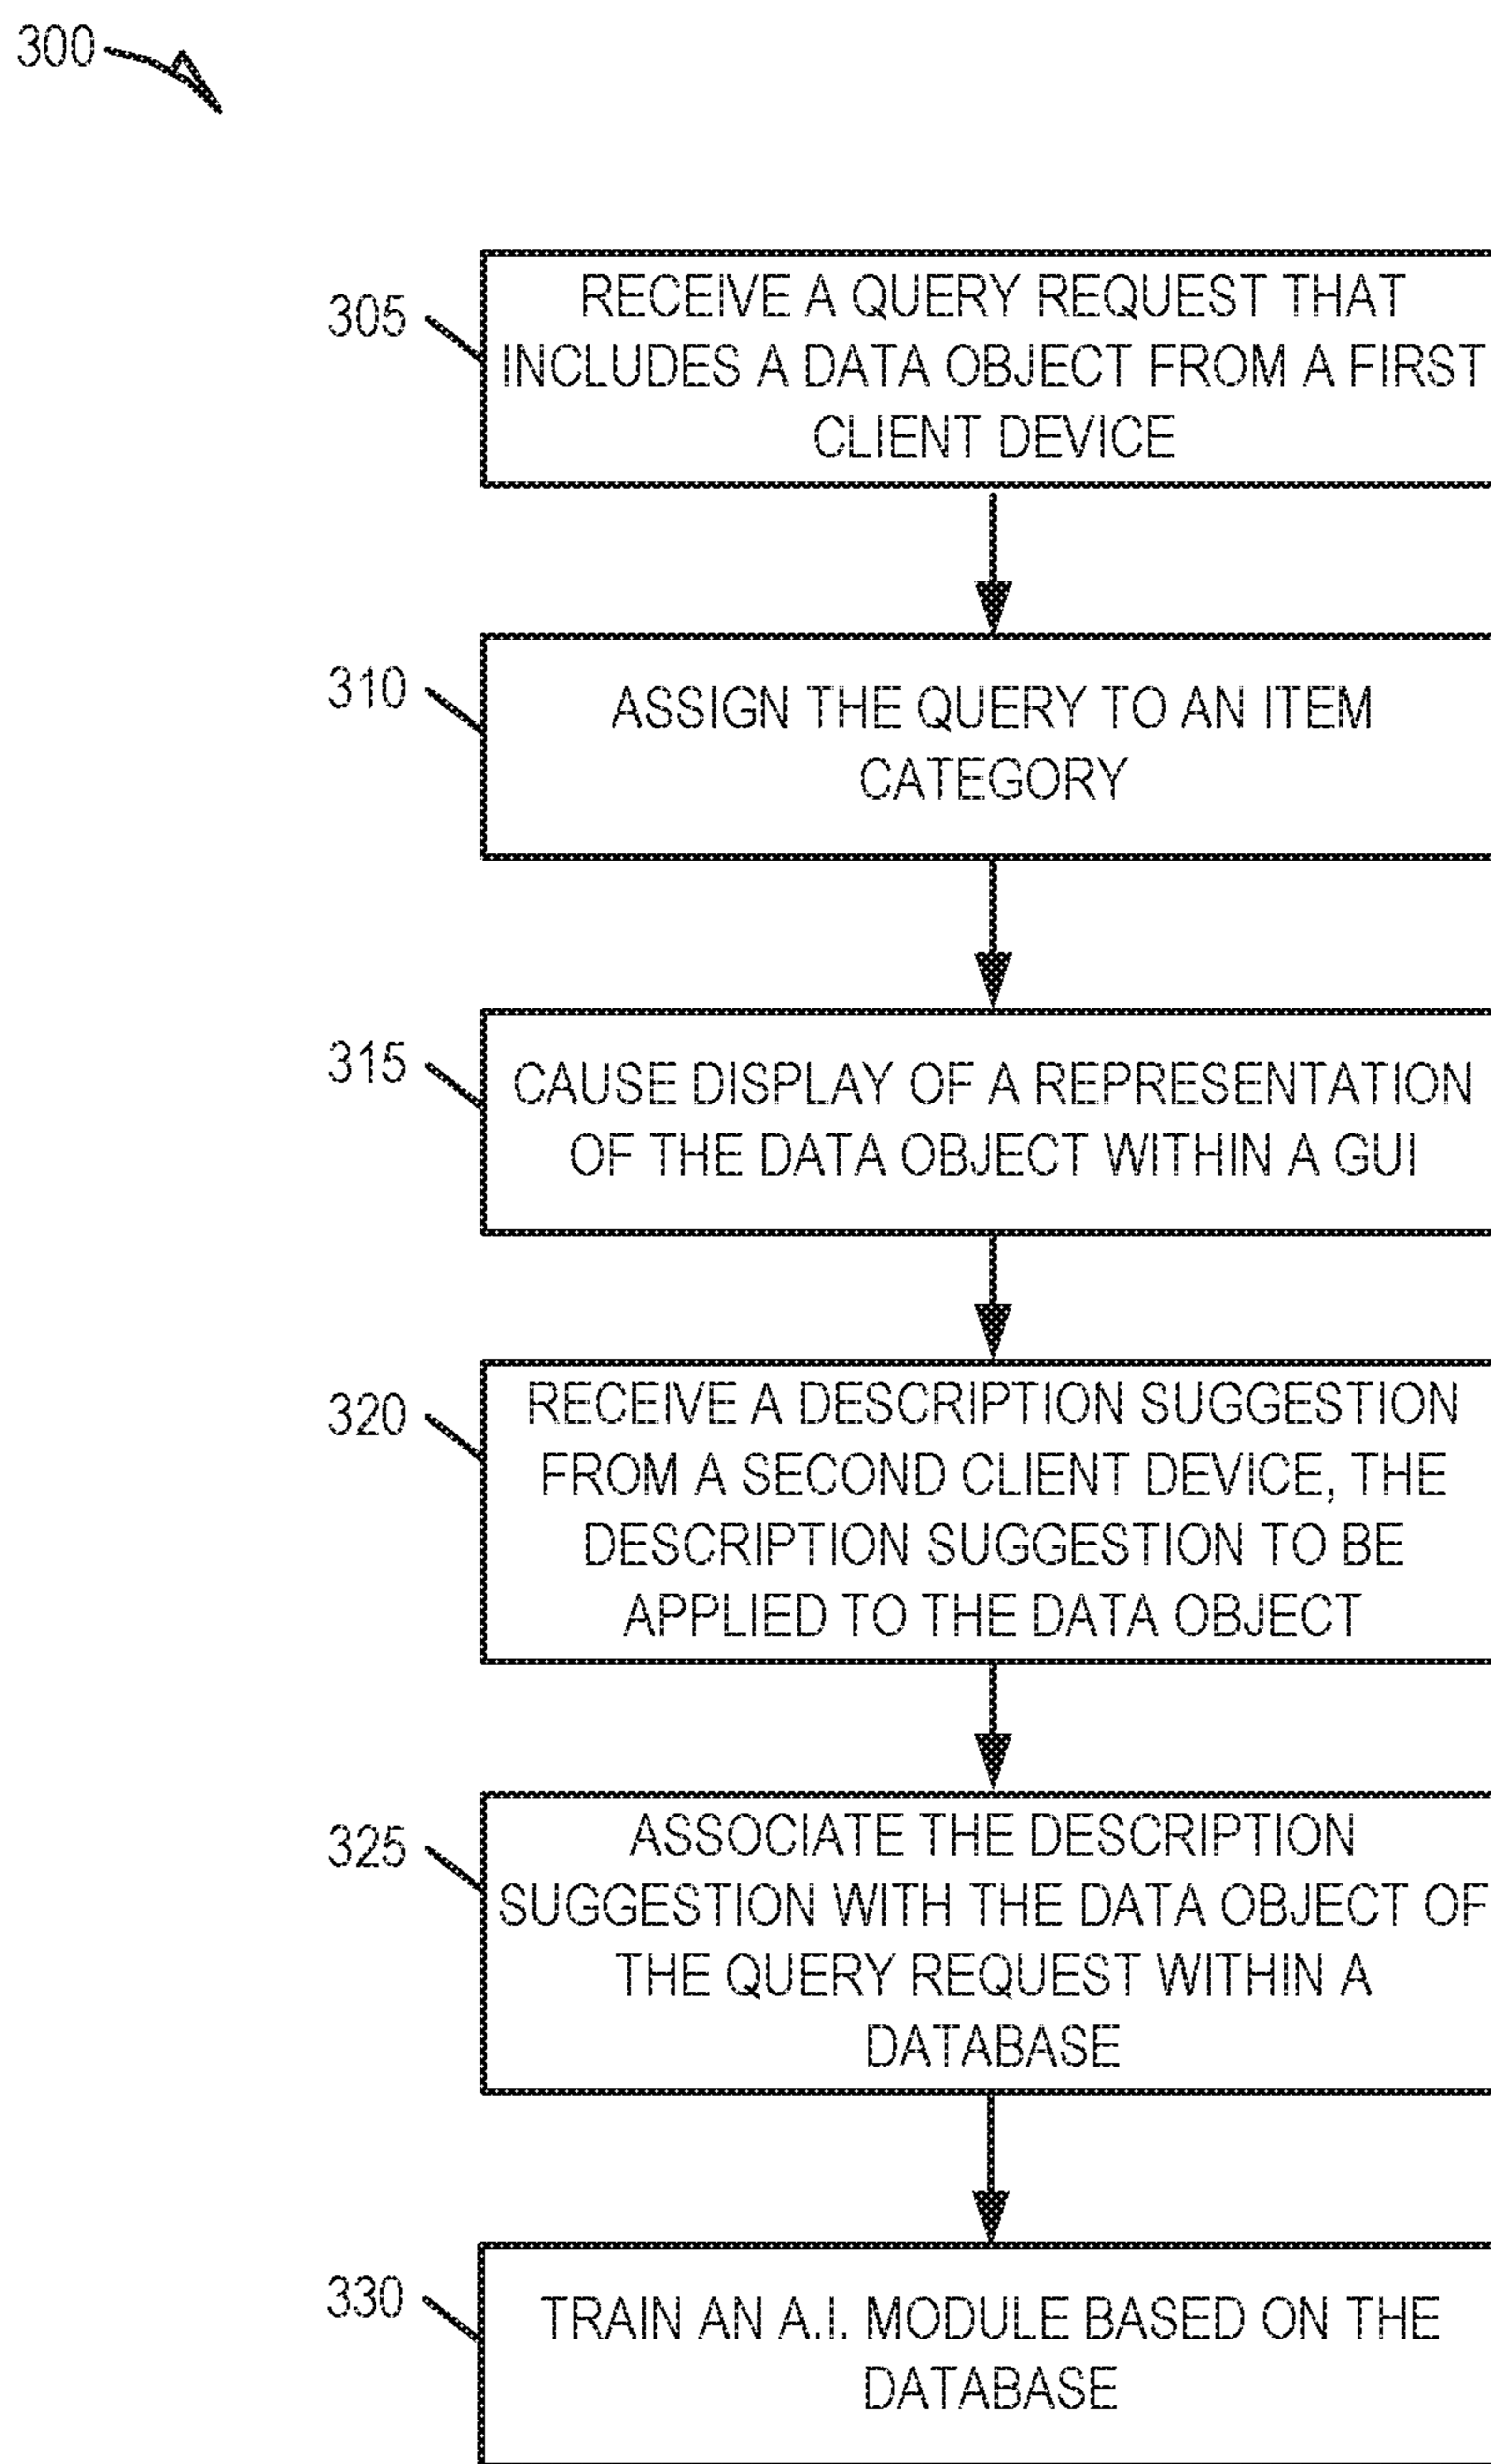 300
305
RECEIVE A QUERY REQUEST THAT
INCLUDES A DATA OBJECT FROM A FIRST
CLIENT DEVICE
310
ASSIGN THE QUERY TO AN ITEM
CATEGORY
315
CAUSE DISPLAY OF A REPRESENTATION
OF THE DATA OBJECT WITHIN A GUI
320
RECEIVE A DESCRIPTION SUGGESTION
FROM A SECOND CLIENT DEVICE, THE
DESCRIPTION SUGGESTION TO BE
APPLIED TO THE DATA OBJECT
325
ASSOCIATE THE DESCRIPTION
SUGGESTION WITH THE DATA OBJECT OF
THE QUERY REQUEST WITHIN A
DATABASE
330
TRAIN AN A.I. MODULE BASED ON THE
DATABASE